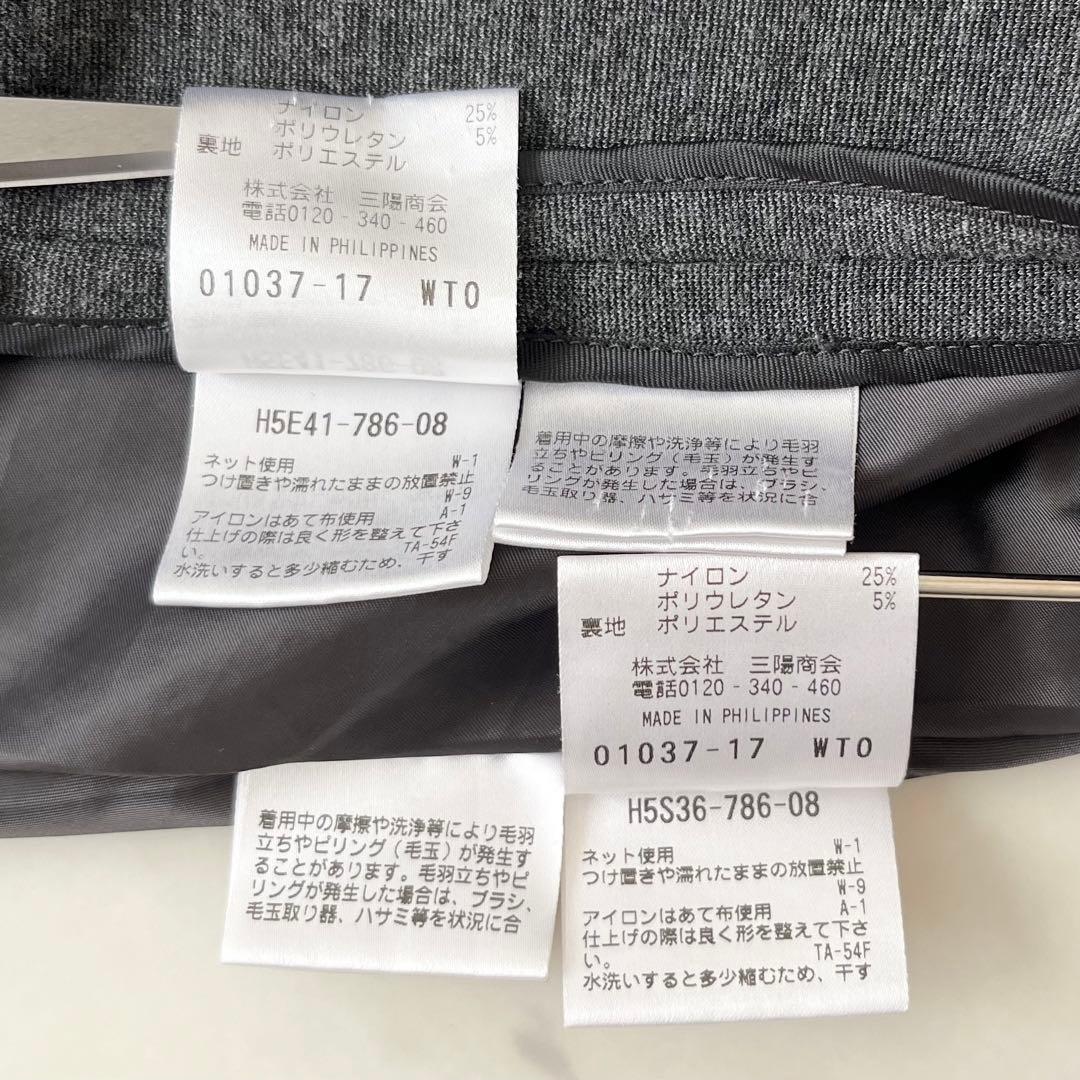 ナイロン 25%
ポリウレタン 5%
裏地 ポリエステル
株式会社 三陽商会
電話0120-340-460
MADE IN PHILIPPINES
01037-17 WTO
H5E41-786-08
ネット使用 W-1
つけ置きや濡れたままの放置禁止
W-9
アイロンはあて布使用 A-1
仕上げの際は良く形を整えて下さ
い。 TA-54F
水洗いすると多少縮むため、干す
着用中の摩擦や洗浄等により毛羽
立ちやピリング(毛玉)が発生す
ることがあります。毛羽立ちやピ
リングが発生した場合は、ブラシ、
毛玉取り器、ハサミ等を状況に合
ナイロン 25%
ポリウレタン 5%
裏地 ポリエステル
株式会社 三陽商会
電話0120-340-460
MADE IN PHILIPPINES
01037-17 WTO
H5S36-786-08
ネット使用 W-1
つけ置きや濡れたままの放置禁止
W-9
アイロンはあて布使用 A-1
仕上げの際は良く形を整えて下さ
い。 TA-54F
水洗いすると多少縮むため、干す
着用中の摩擦や洗浄等により毛羽
立ちやピリング(毛玉)が発生す
ることがあります。毛羽立ちやピ
リングが発生した場合は、ブラシ、
毛玉取り器、ハサミ等を状況に合